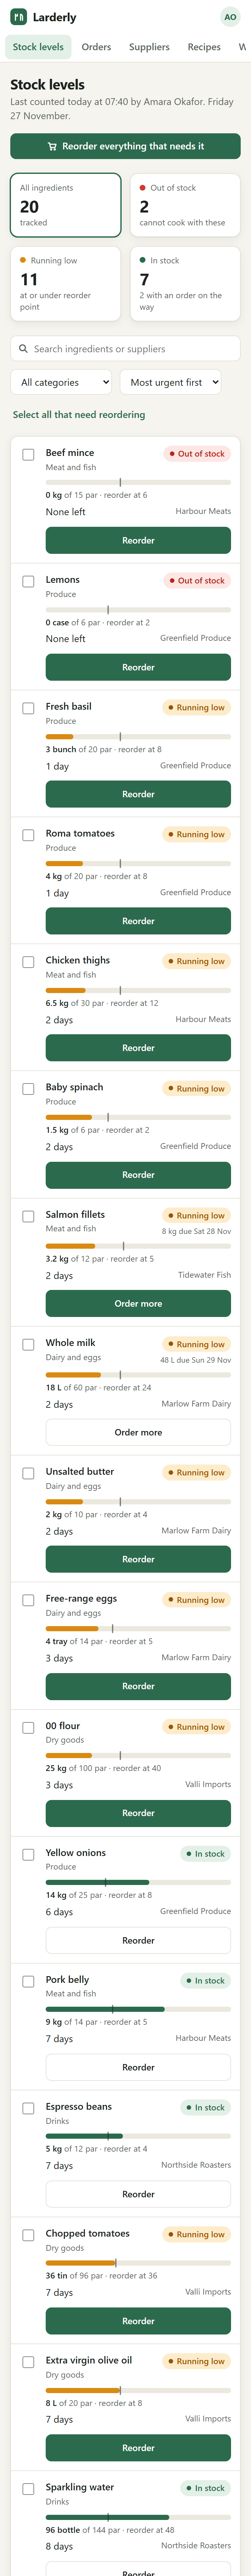 Larderly
AO
Stock levels Orders Suppliers Recipes W
Stock levels
Last counted today at 07:40 by Amara Okafor. Friday
27 November.
Reorder everything that needs it
All ingredients
20
tracked
Out of stock
2
cannot cook with these
Running low
11
at or under reorder
point
In stock
7
2 with an order on the
way
Search ingredients or suppliers
All categories
Most urgent first
Select all that need reordering
Beef mince
Out of stock
Meat and fish
0 kg of 15 par · reorder at 6
None left
Harbour Meats
Reorder
Lemons
Out of stock
Produce
0 case of 6 par · reorder at 2
None left
Greenfield Produce
Reorder
Fresh basil
Running low
Produce
3 bunch of 20 par · reorder at 8
1 day
Greenfield Produce
Reorder
Roma tomatoes
Running low
Produce
4 kg of 20 par · reorder at 8
1 day
Greenfield Produce
Reorder
Chicken thighs
Running low
Meat and fish
6.5 kg of 30 par · reorder at 12
2 days
Harbour Meats
Reorder
Baby spinach
Running low
Produce
1.5 kg of 6 par · reorder at 2
2 days
Greenfield Produce
Reorder
Salmon fillets
Running low
Meat and fish
8 kg due Sat 28 Nov
3.2 kg of 12 par · reorder at 5
2 days
Tidewater Fish
Order more
Whole milk
Running low
Dairy and eggs
48 L due Sun 29 Nov
18 L of 60 par · reorder at 24
2 days
Marlow Farm Dairy
Order more
Unsalted butter
Running low
Dairy and eggs
2 kg of 10 par · reorder at 4
2 days
Marlow Farm Dairy
Reorder
Free-range eggs
Running low
Dairy and eggs
4 tray of 14 par · reorder at 5
3 days
Marlow Farm Dairy
Reorder
00 flour
Running low
Dry goods
25 kg of 100 par · reorder at 40
3 days
Valli Imports
Reorder
Yellow onions
In stock
Produce
14 kg of 25 par · reorder at 8
6 days
Greenfield Produce
Reorder
Pork belly
In stock
Meat and fish
9 kg of 14 par · reorder at 5
7 days
Harbour Meats
Reorder
Espresso beans
In stock
Drinks
5 kg of 12 par · reorder at 4
7 days
Northside Roasters
Reorder
Chopped tomatoes
Running low
Dry goods
36 tin of 96 par · reorder at 36
7 days
Valli Imports
Reorder
Extra virgin olive oil
Running low
Dry goods
8 L of 20 par · reorder at 8
7 days
Valli Imports
Reorder
Sparkling water
In stock
Drinks
96 bottle of 144 par · reorder at 48
8 days
Northside Roasters
Reorder